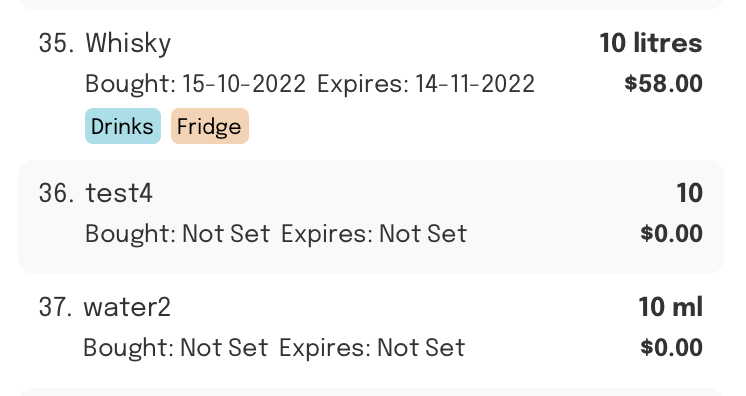 35. Whisky 10 litres
Bought: 15-10-2022 Expires: 14-11-2022 $58.00
Drinks Fridge
36. test4 10
Bought: Not Set Expires: Not Set $0.00
37. water2 10 ml
Bought: Not Set Expires: Not Set $0.00